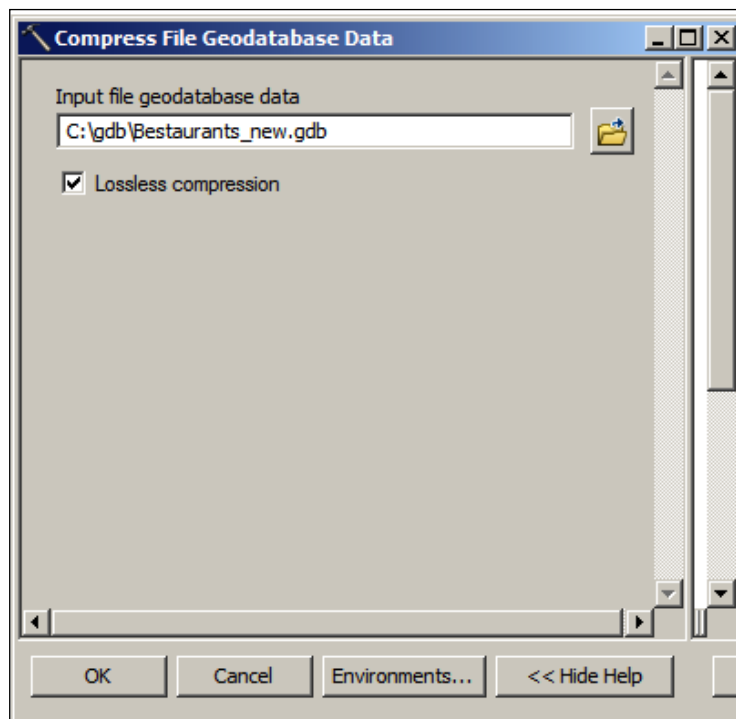 Compress File Geodatabase Data
Input file geodatabase data
C:\gdb\Bestaurants_new.gdb
Lossless compression
OK
Cancel
Environments...
<< Hide Help